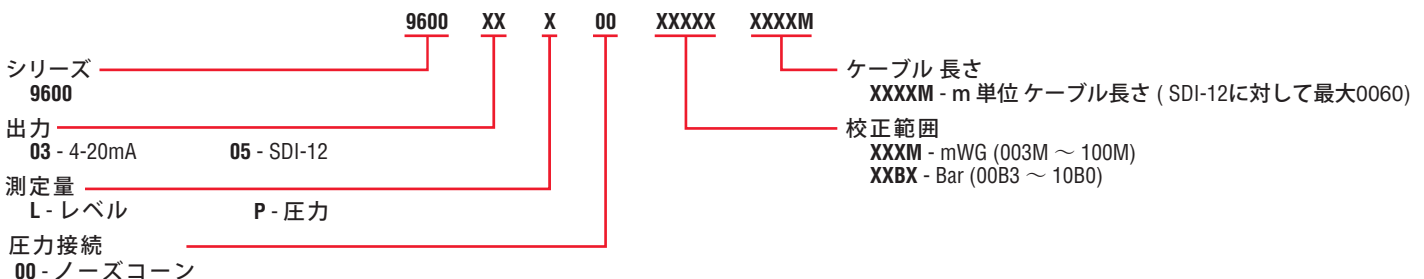 9600 XX X 00 XXXXX XXXXM
シリーズ
9600
出力
03 - 4-20mA 05 - SDI-12
測定量
L - レベル P - 圧力
圧力接続
00 - ノーズコーン
ケーブル 長さ
XXXXM - m 単位 ケーブル長さ ( SDI-12に対して最大0060)
校正範囲
XXXM - mWG (003M ～ 100M)
XXBX - Bar (00B3 ～ 10B0)